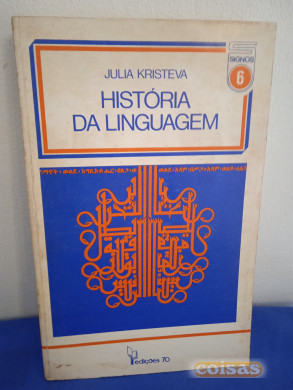 SIGNOS
6
JULIA KRISTEVA
HISTÓRIA
DA LINGUAGEM
edições 70
coisas